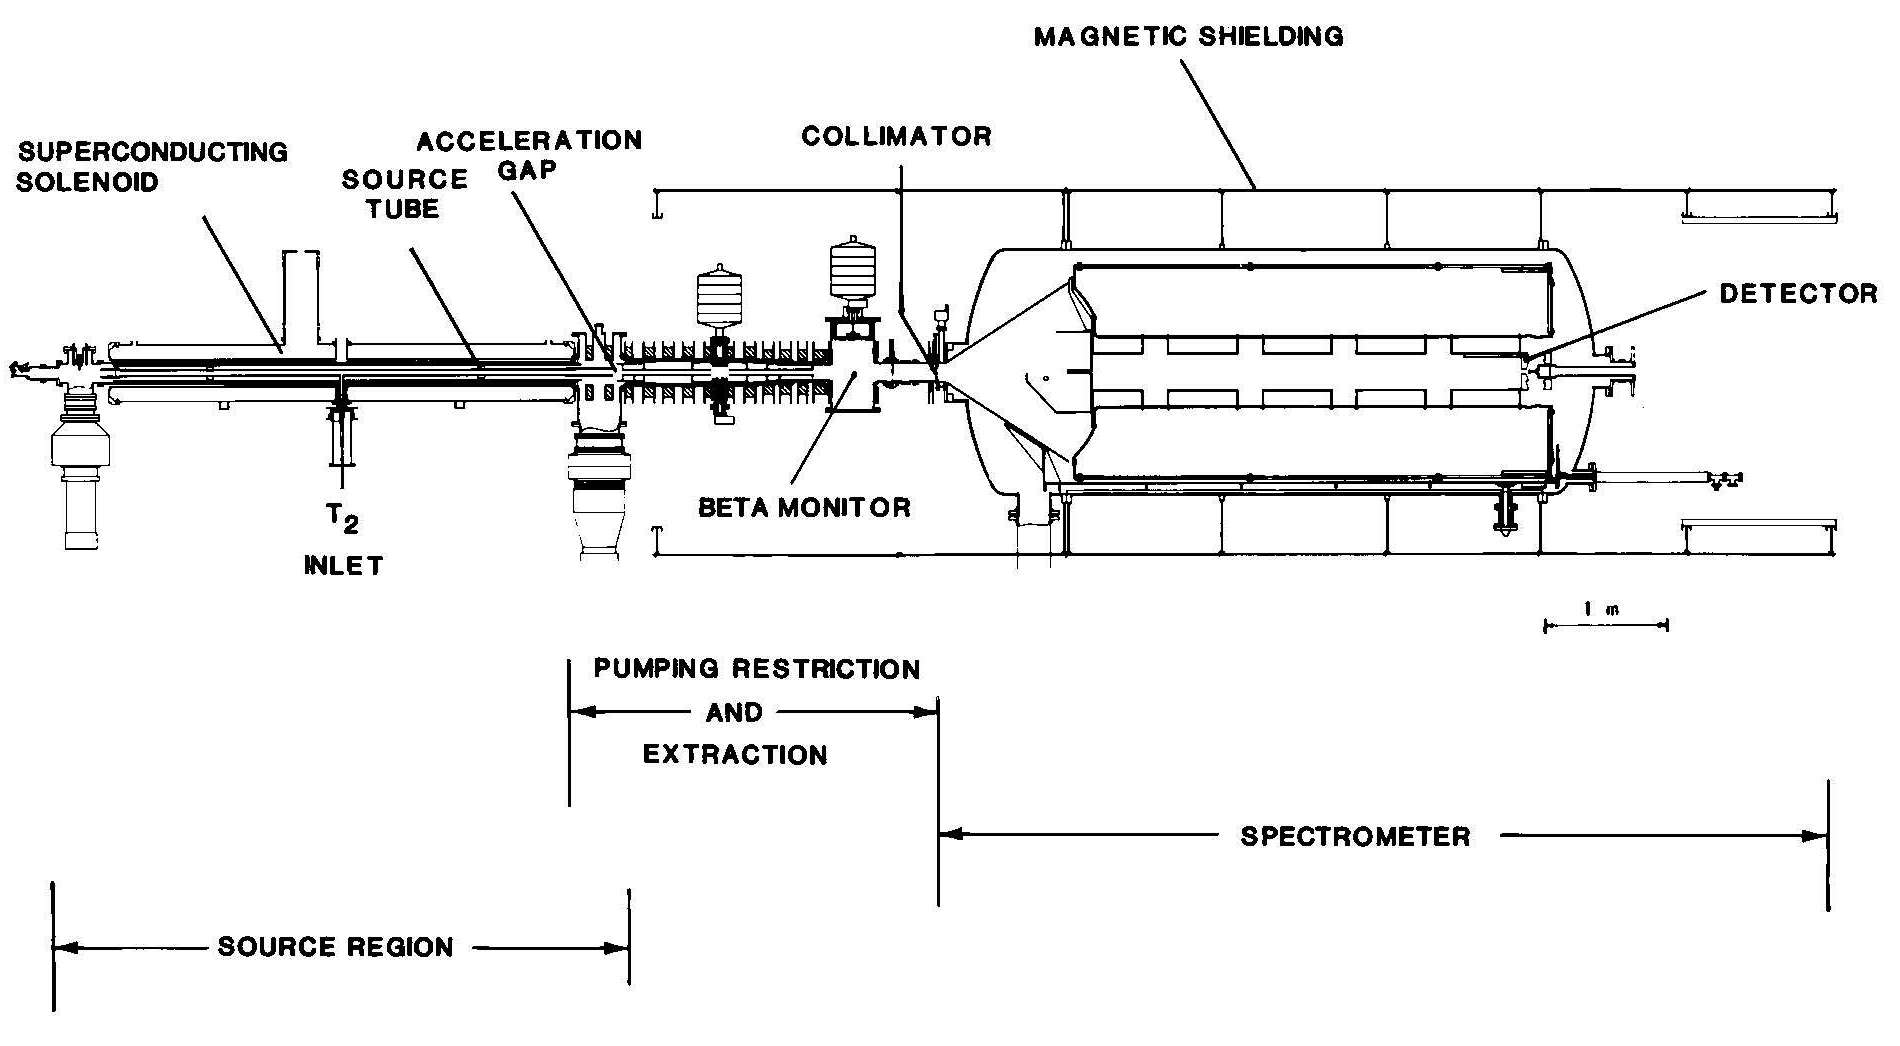 MAGNETIC SHIELDING
ACCELERATION
GAP
COLLIMATOR
SUPERCONDUCTING
SOLENOID
SOURCE
TUBE
DETECTOR
BETA MONITOR
T2
INLET
1 m
PUMPING RESTRICTION
AND
EXTRACTION
SPECTROMETER
SOURCE REGION